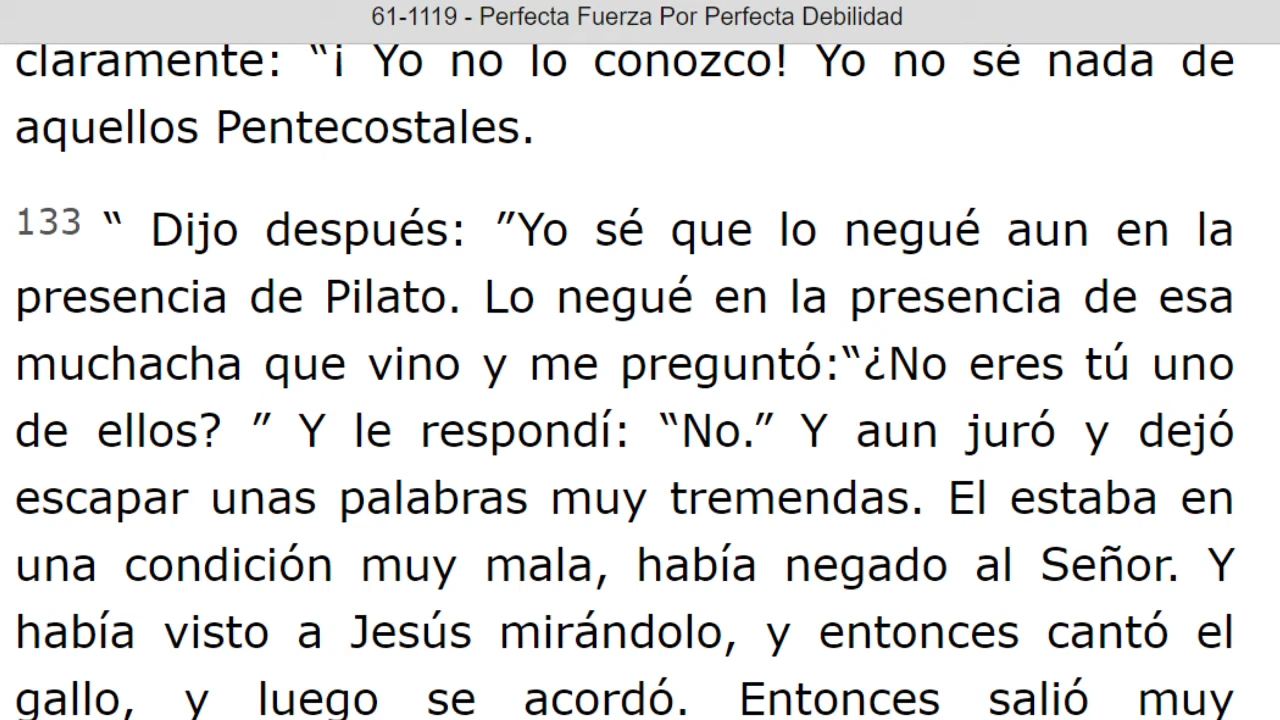 61-1119 - Perfecta Fuerza Por Perfecta Debilidad
claramente: “¡ Yo no lo conozco! Yo no sé nada de
aquellos Pentecostales.
133 “ Dijo después: ”Yo sé que lo negué aun en la
presencia de Pilato. Lo negué en la presencia de esa
muchacha que vino y me preguntó:“¿No eres tú uno
de ellos? ” Y le respondí: “No.” Y aun juró y dejó
escapar unas palabras muy tremendas. El estaba en
una condición muy mala, había negado al Señor. Y
había visto a Jesús mirándolo, y entonces cantó el
gallo, y luego se acordó. Entonces salió muy